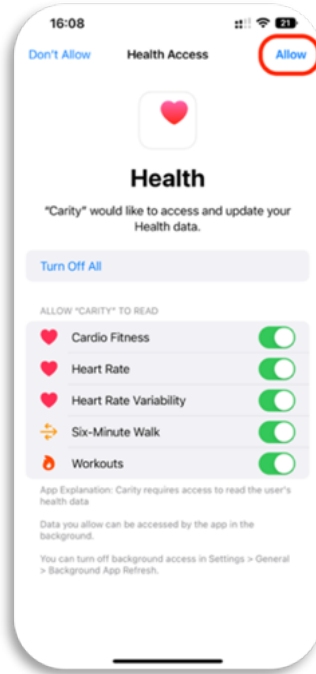 16:08
21
Don't Allow Health Access Allow
Health
"Carity" would like to access and update your
Health data.
Turn Off All
ALLOW "CARITY" TO READ
Cardio Fitness
Heart Rate
Heart Rate Variability
Six-Minute Walk
Workouts
App Explanation: Carity requires access to read the user's
health data
Data you allow can be accessed by the app in the
background.
You can turn off background access in Settings > General
> Background App Refresh.